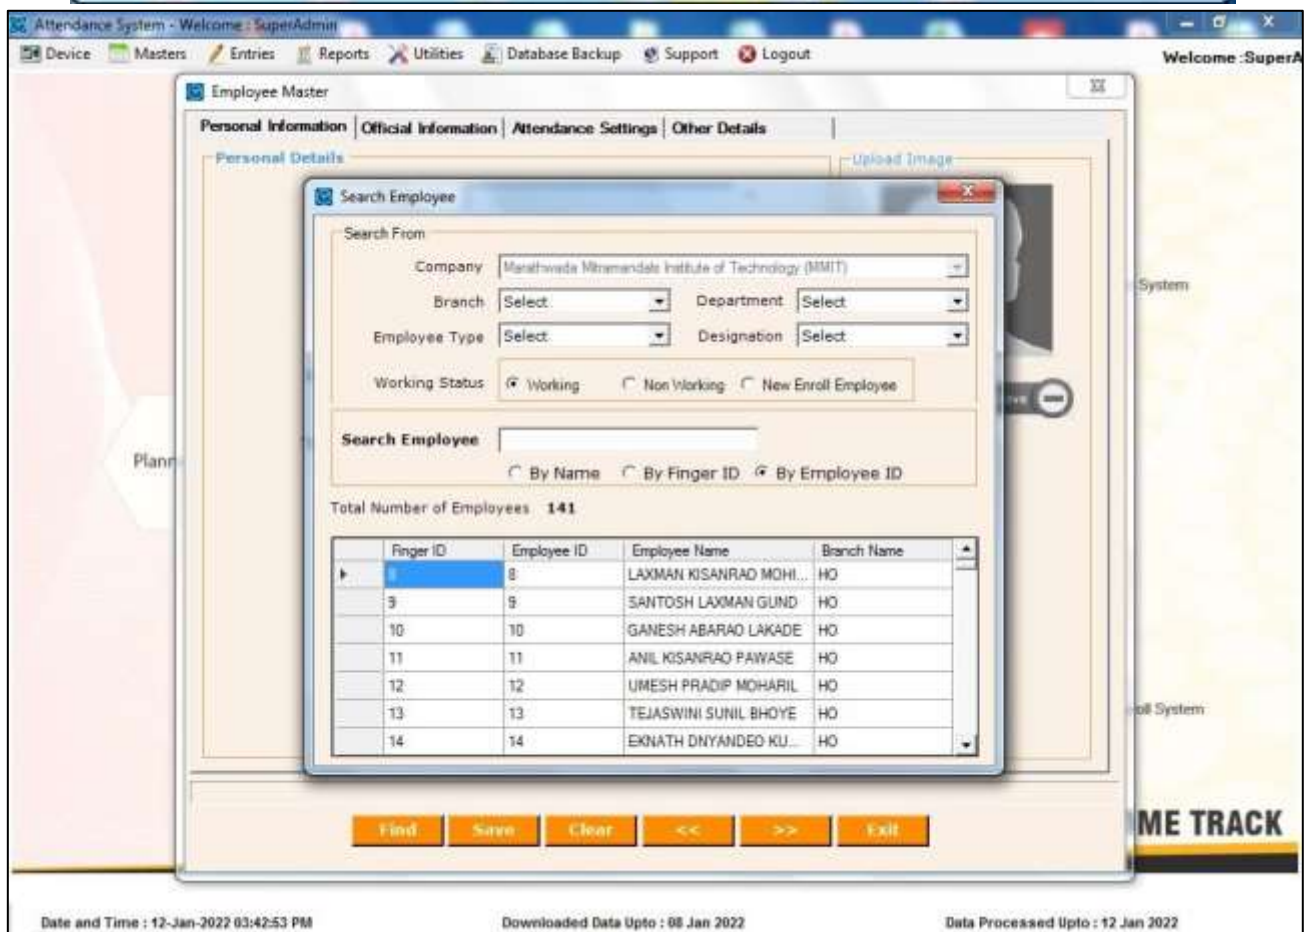 Attendance System - Welcome : SuperAdmin
Device Masters Entries Reports Utilities Database Backup Support Logout
Welcome :SuperA
Employee Master
Personal Information Official Information Attendance Settings Other Details
Personal Details Upload Image
Search Employee
Search From
Company Marathwada Mitramandals Institute of Technology (MMIT)
Branch Select Department Select
System
Employee Type Select Designation Select
Working Status Working Non Working New Enroll Employee
Search Employee
Plann
By Name By Finger ID By Employee ID
Total Number of Employees 141
Finger ID Employee ID Employee Name Branch Name
8 8 LAXMAN KISANRAO MOHI... HO
9 9 SANTOSH LAXMAN GUND HO
10 10 GANESH ABARAO LAKADE HO
11 11 ANIL KISANRAO PAWASE HO
12 12 UMESH PRADIP MOHARIL HO
13 13 TEJASWINI SUNIL BHOYE HO
oll System
14 14 EKNATH DNYANDEO KU... HO
Find Save Clear << >> Exit
ME TRACK
Date and Time : 12-Jan-2022 03:42:53 PM Downloaded Data Upto : 08 Jan 2022 Data Processed Upto : 12 Jan 2022